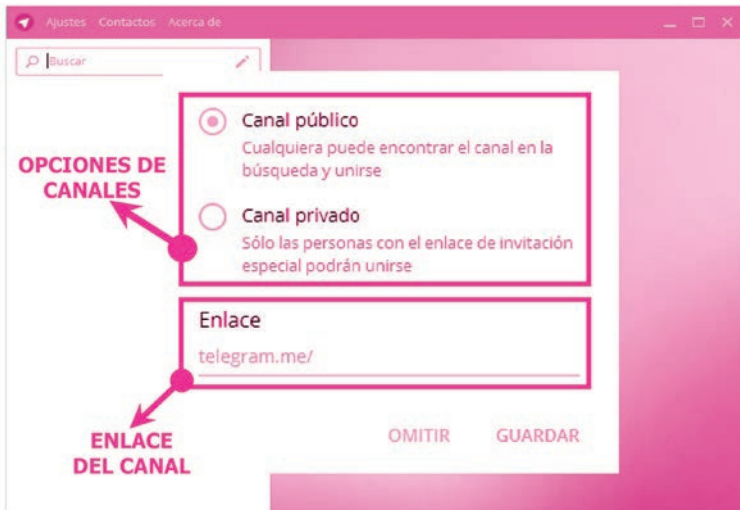 Ajustes Contactos Acerca de
Buscar
Canal público
Cualquiera puede encontrar el canal en la
búsqueda y unirse
OPCIONES DE
CANALES
Canal privado
Sólo las personas con el enlace de invitación
especial podrán unirse
Enlace
telegram.me/
ENLACE
DEL CANAL
OMITIR GUARDAR